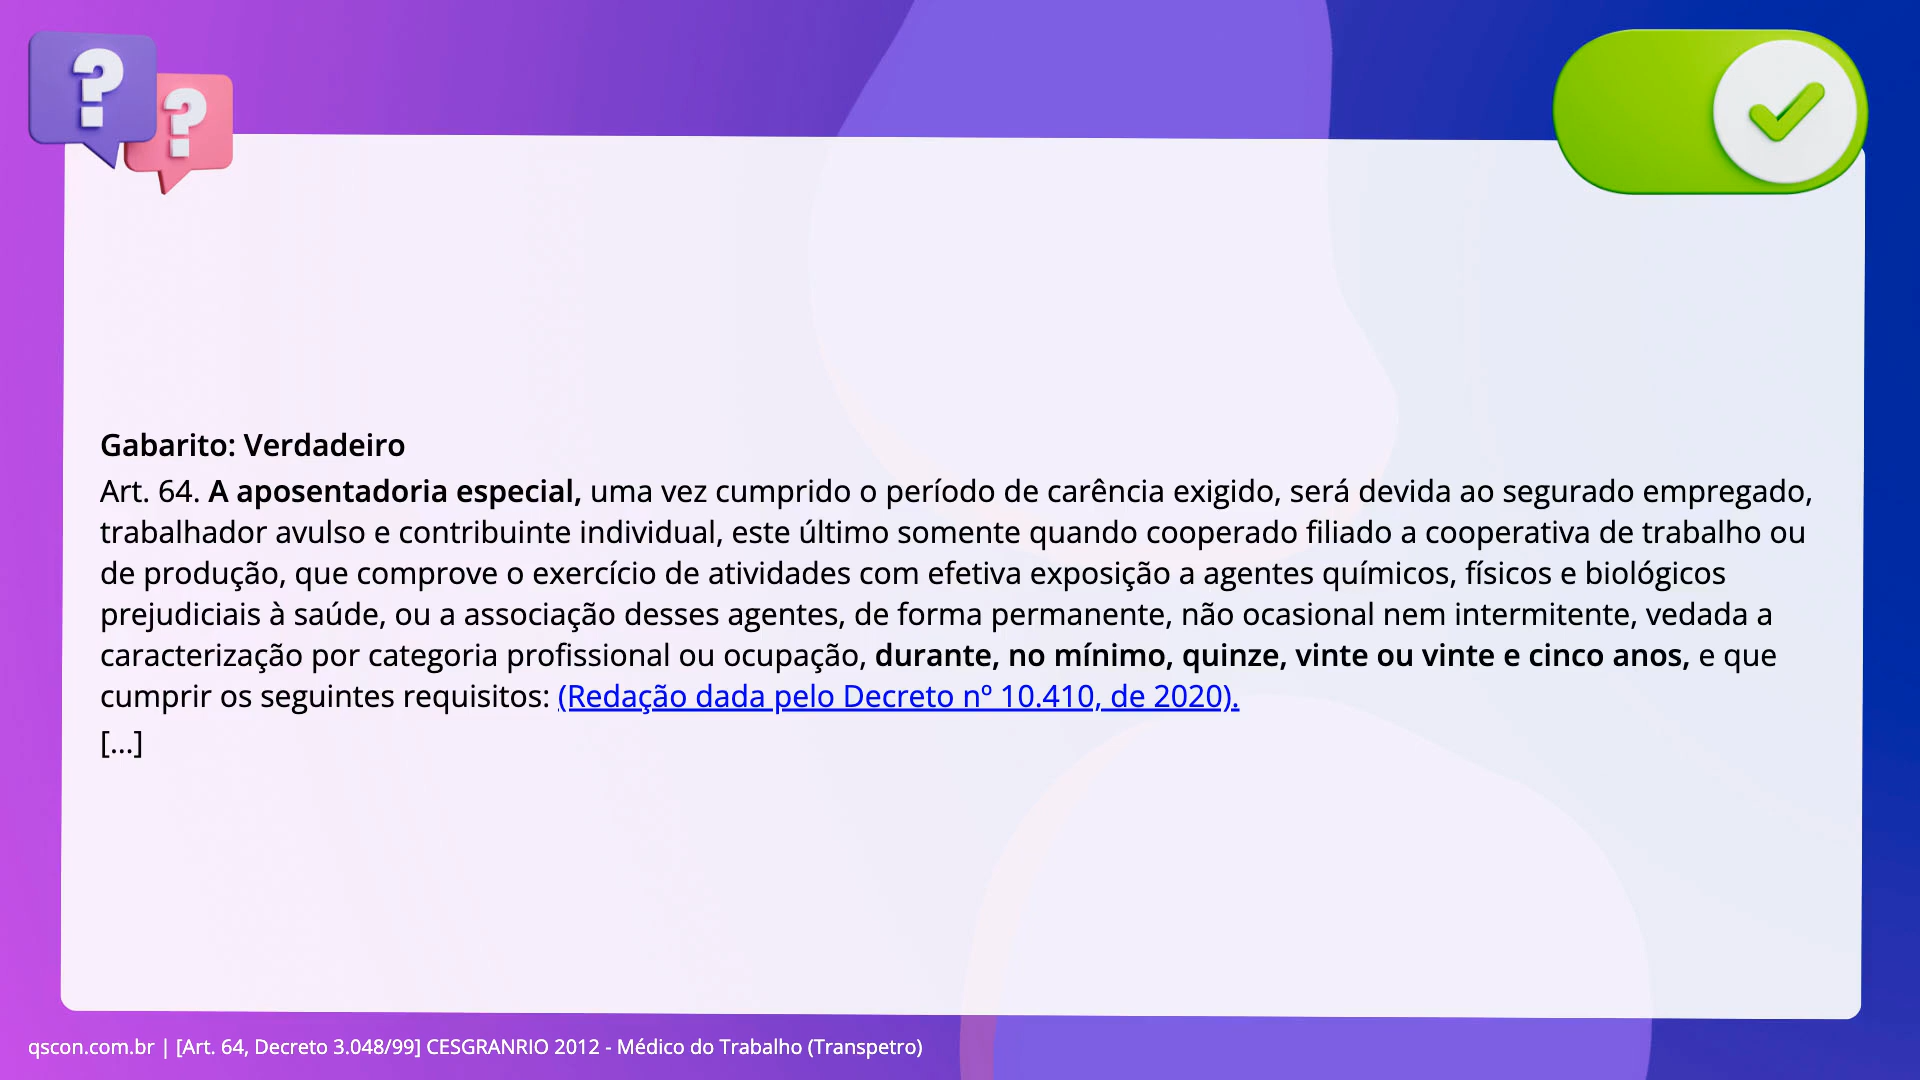 ?
?
Gabarito: Verdadeiro
Art. 64. A aposentadoria especial, uma vez cumprido o período de carência exigido, será devida ao segurado empregado,
trabalhador avulso e contribuinte individual, este último somente quando cooperado filiado a cooperativa de trabalho ou
de produção, que comprove o exercício de atividades com efetiva exposição a agentes químicos, físicos e biológicos
prejudiciais à saúde, ou a associação desses agentes, de forma permanente, não ocasional nem intermitente, vedada a
caracterização por categoria profissional ou ocupação, durante, no mínimo, quinze, vinte ou vinte e cinco anos, e que
cumprir os seguintes requisitos: (Redação dada pelo Decreto nº 10.410, de 2020).
[...]
qscon.com.br | [Art. 64, Decreto 3.048/99] CESGRANRIO 2012 - Médico do Trabalho (Transpetro)